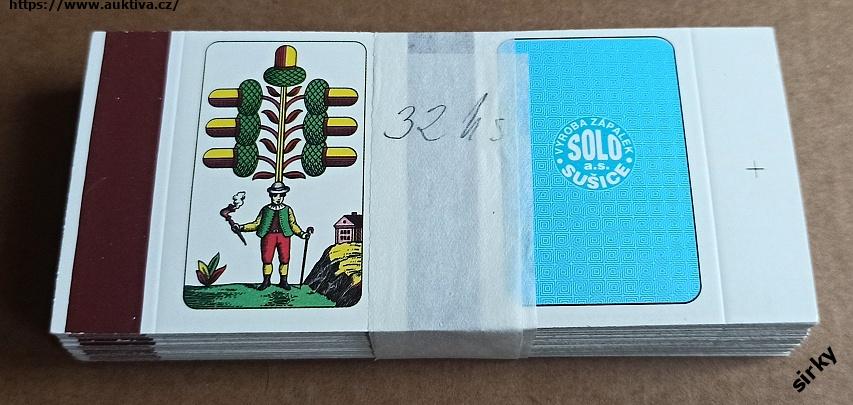 https://www.auktiva.cz/
32 ks
VÝROBA ZÁPALEK
SOLO
a.s.
SUŠICE
sirky